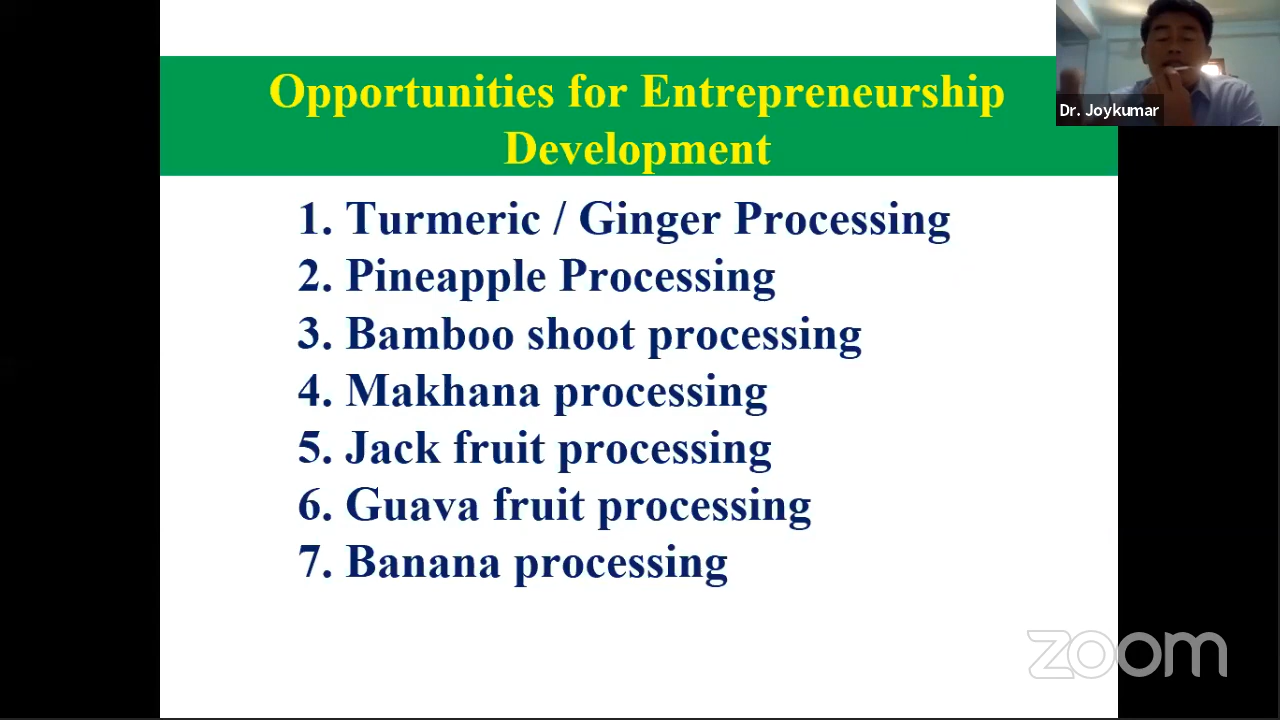 Opportunities for Entrepreneurship
Development
Dr. Joykumar
1. Turmeric / Ginger Processing
2. Pineapple Processing
3. Bamboo shoot processing
4. Makhana processing
5. Jack fruit processing
6. Guava fruit processing
7. Banana processing
zoom